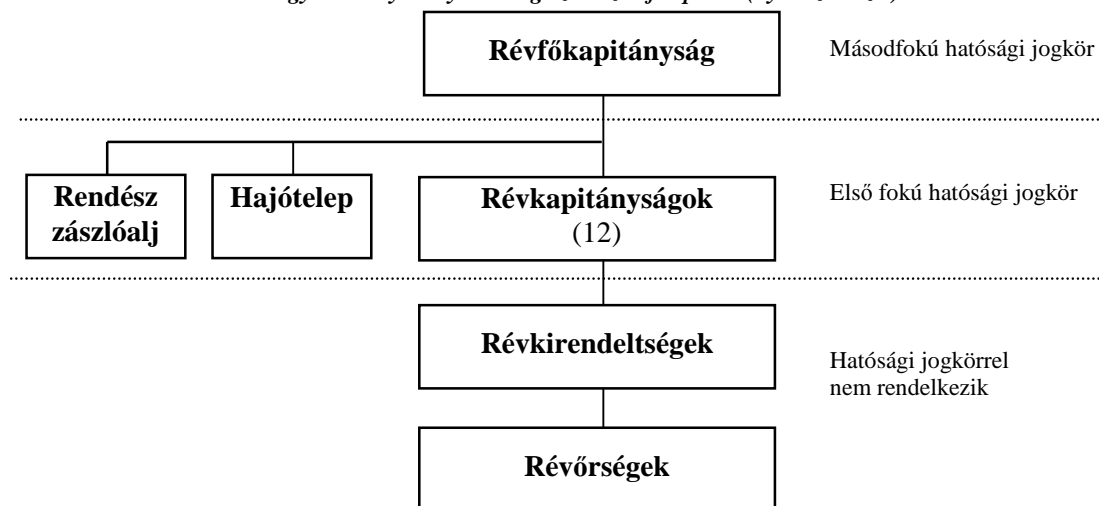 Révfőkapitányság
Másodfokú hatósági jogkör
Rendész
zászlóalj
Hajótelep
Révkapitányságok
(12)
Első fokú hatósági jogkör
Révkirendeltségek
Hatósági jogkörrel
nem rendelkezik
Révőrségek